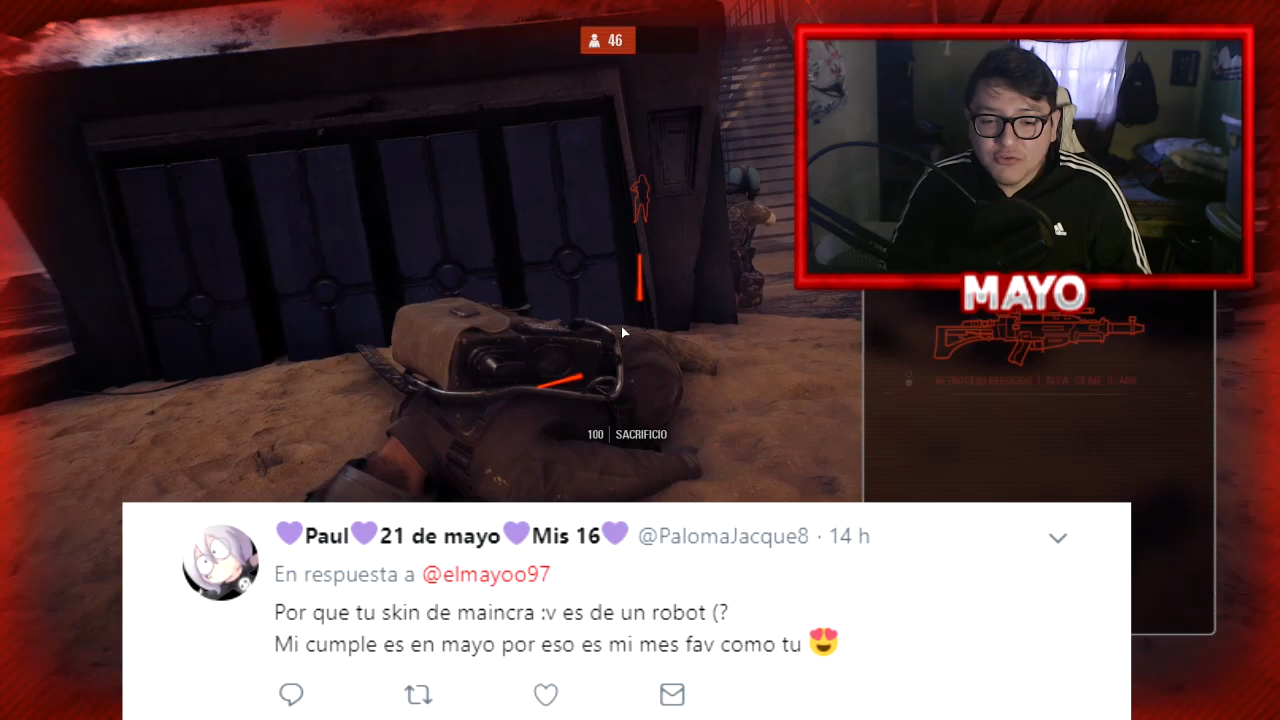 46
MAYO
100 | SACRIFICIO
💜Paul💜21 de mayo💜Mis 16💜 @PalomaJacque8 · 14 h
En respuesta a @elmayoo97
Por que tu skin de maincra :v es de un robot (?
Mi cumple es en mayo por eso es mi mes fav como tu 😍